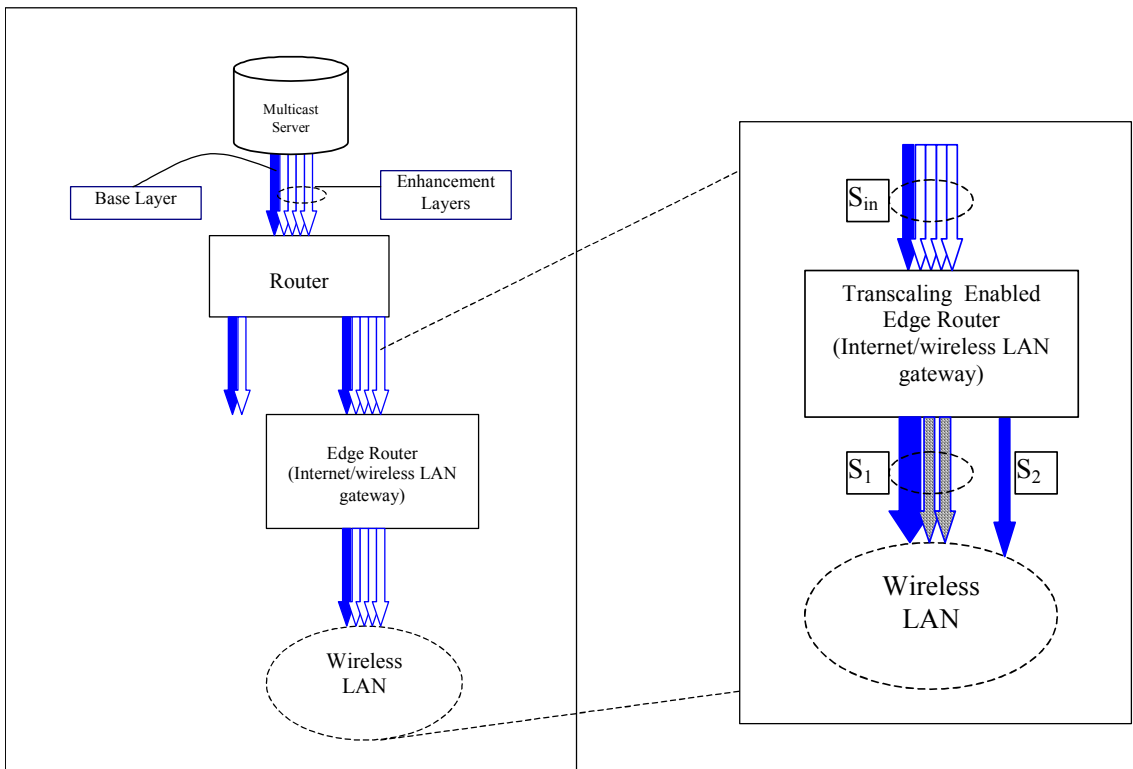 Multicast
Server
Base Layer
Enhancement
Layers
Router
Edge Router
(Internet/wireless LAN
gateway)
Wireless
LAN
Sin
Transcaling Enabled
Edge Router
(Internet/wireless LAN
gateway)
S1
S2
Wireless
LAN